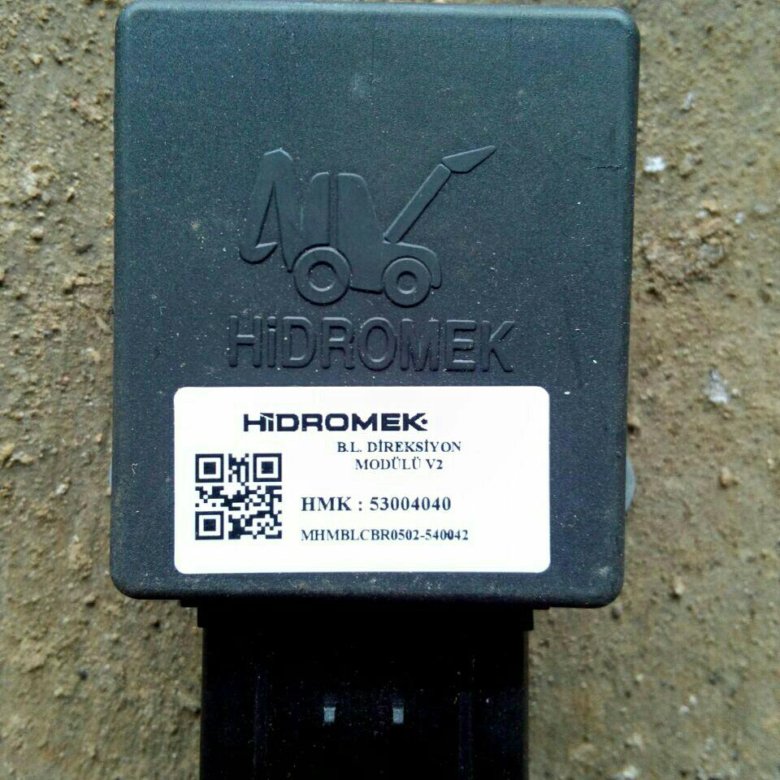 HiDROMEK
HiDROMEK
B.L. DİREKSİYON
MODÜLÜ V2
HMK : 53004040
MHMBLCBR0502-540042